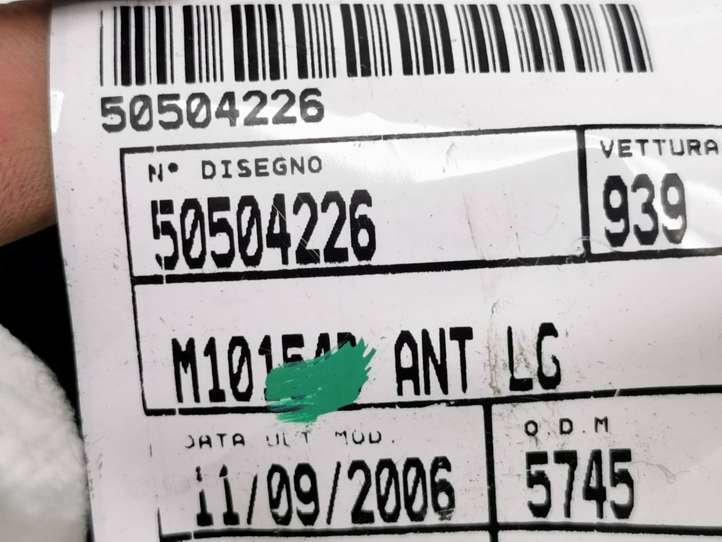 50504226
N° DISEGNO
VETTURA
50504226
939
ANT LG
DATA ULT MOD.
O.D.M
11/09/2006
5745